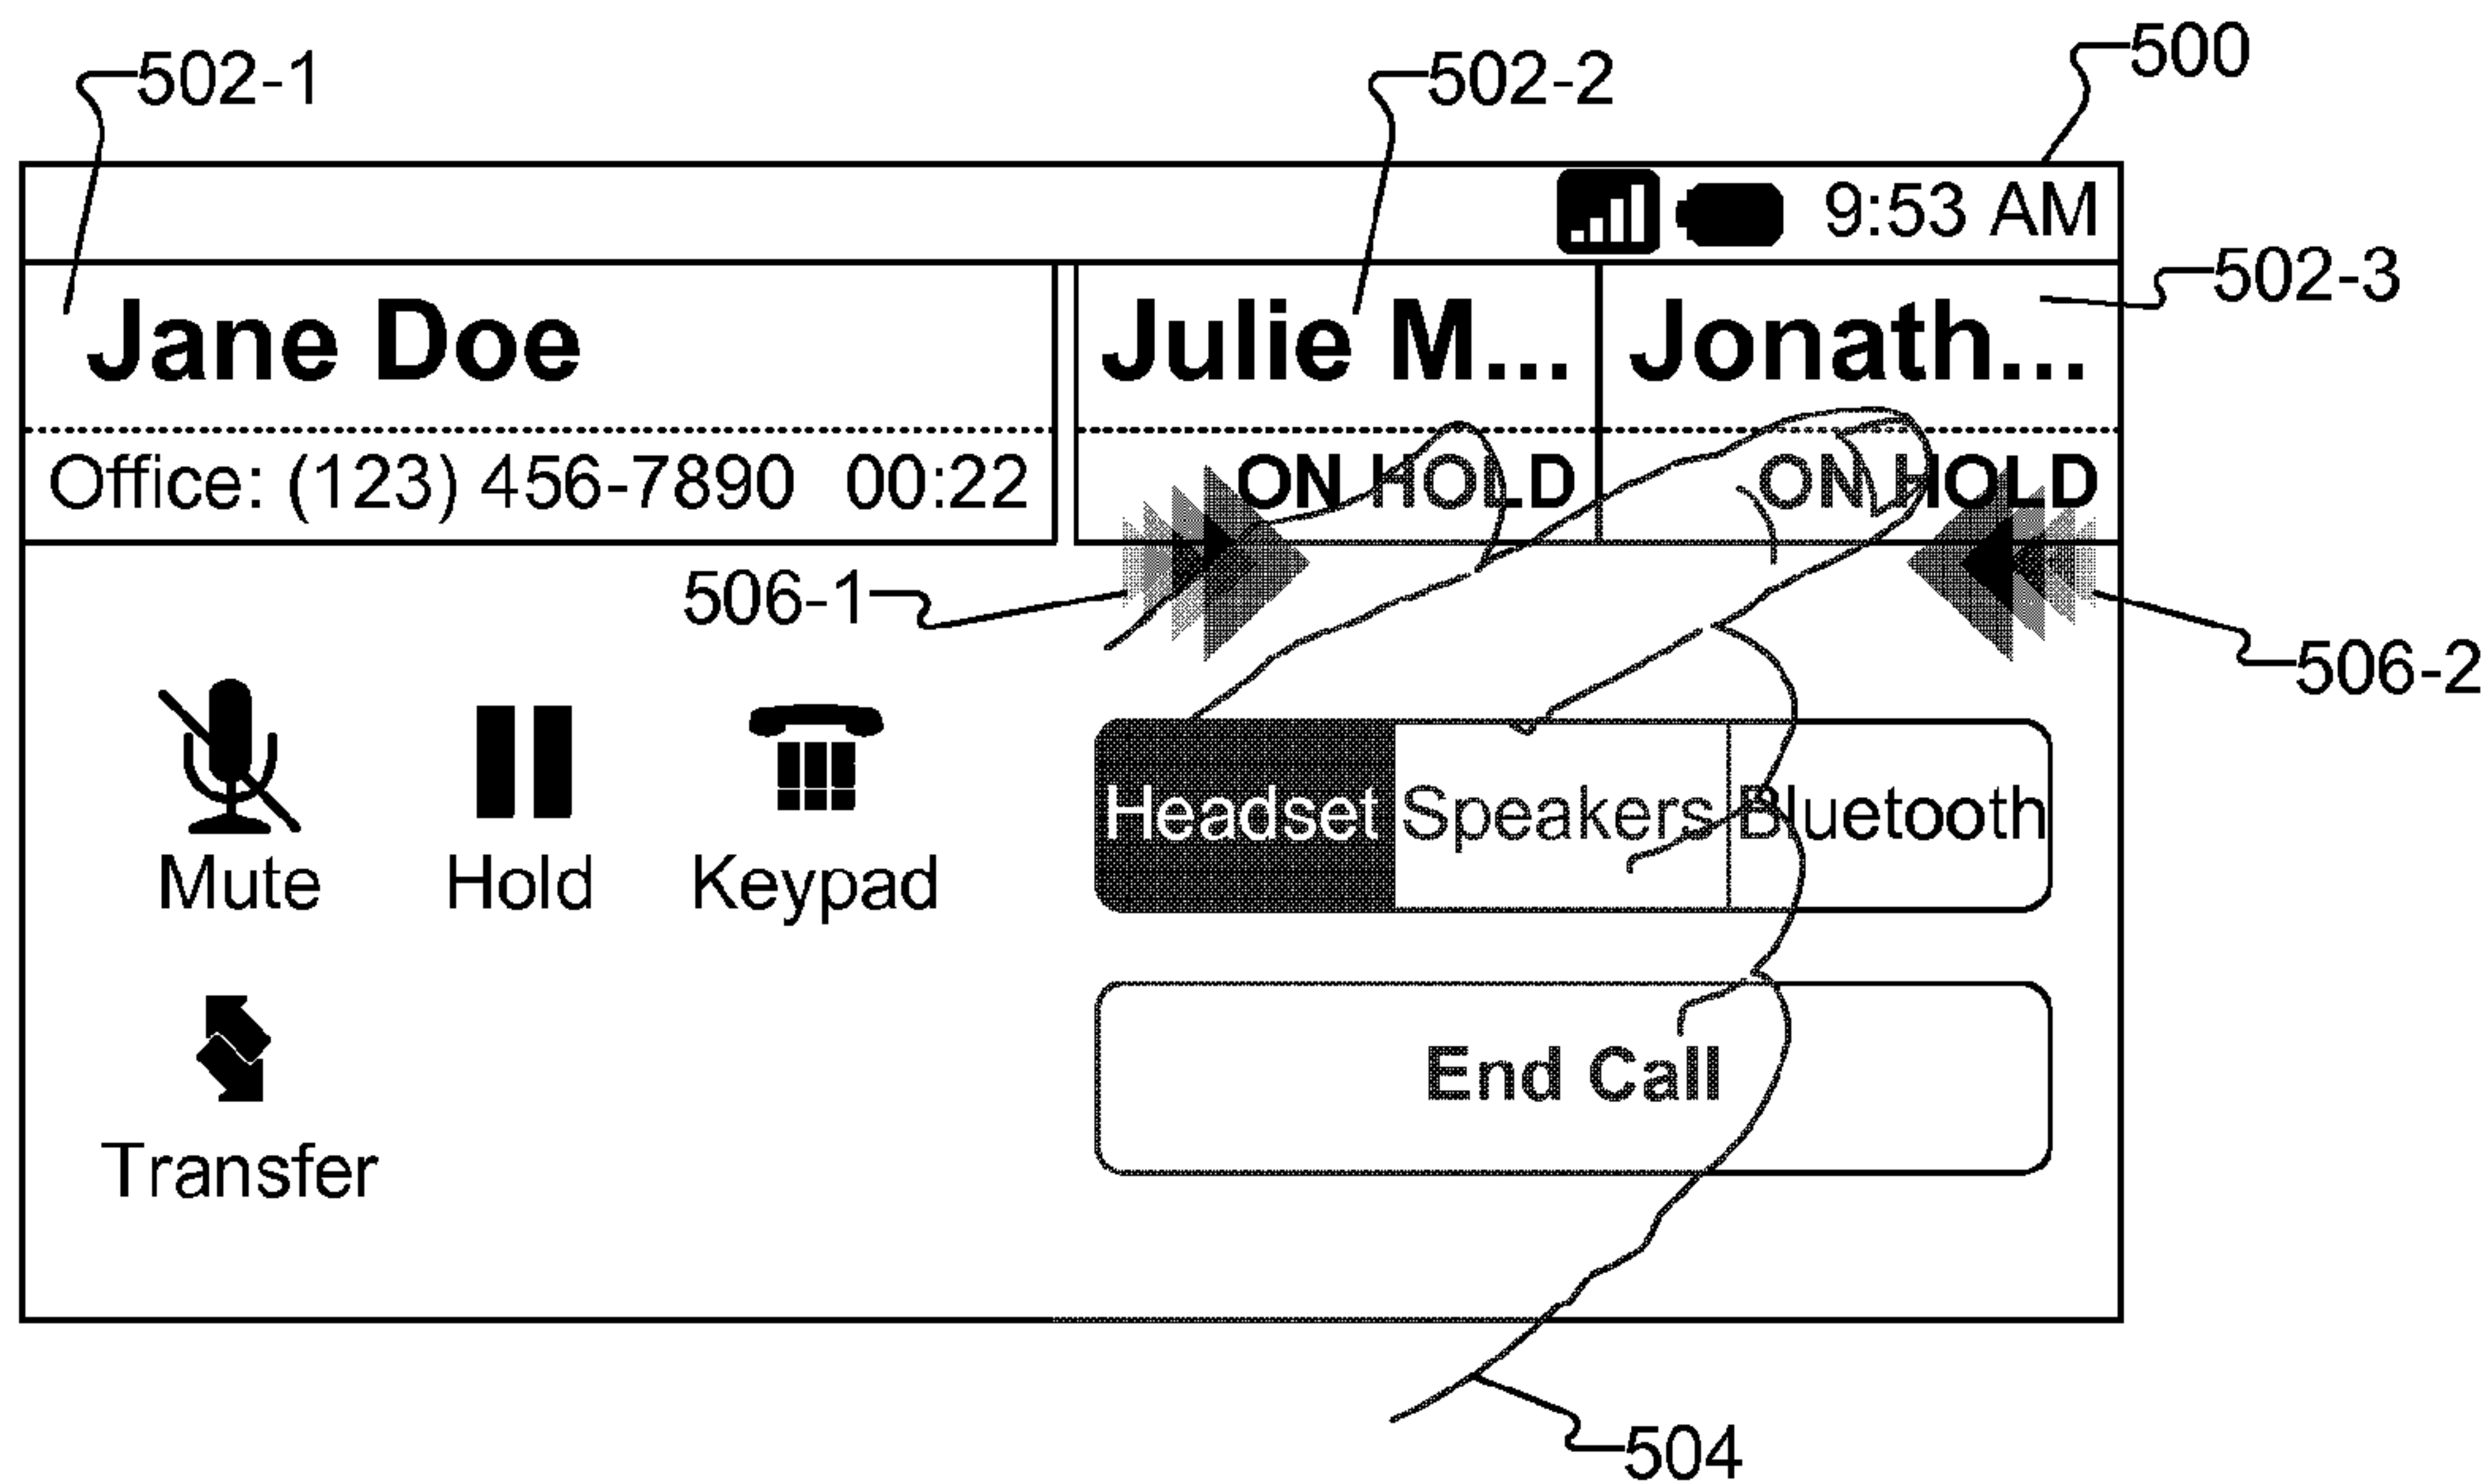 500
502-1
502-2
9:53 AM
502-3
Jane Doe
Julie M...
Jonath...
Office: (123) 456-7890 00:22
ON HOLD
ON HOLD
506-1
506-2
Mute
Hold
Keypad
Headset
Speakers
Bluetooth
End Call
Transfer
504